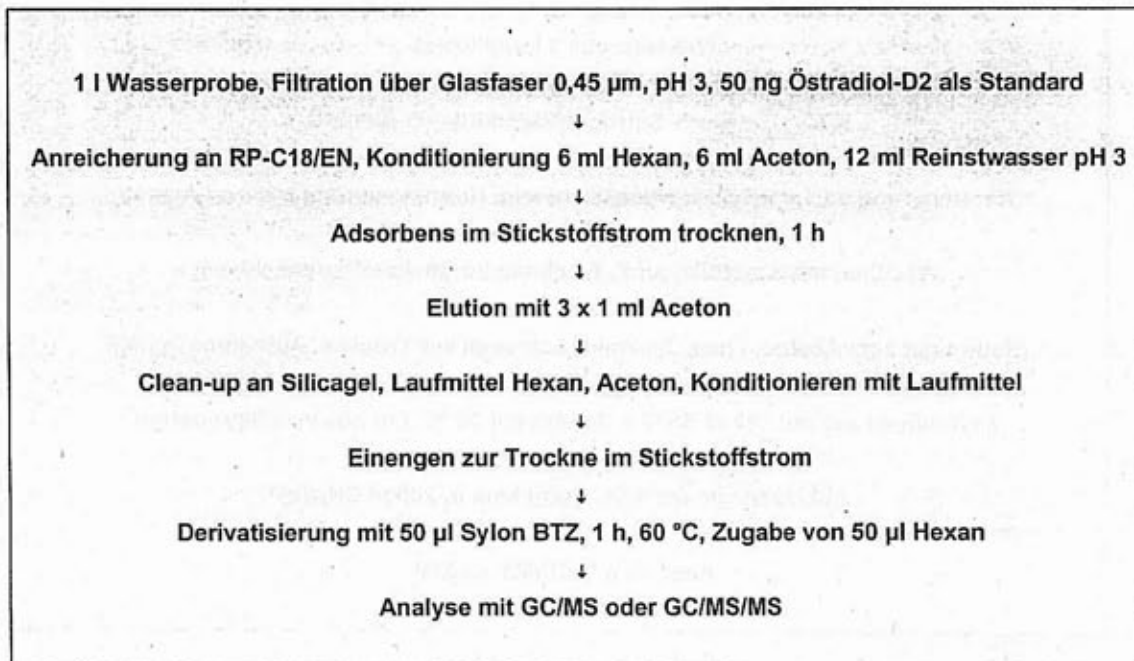 1 l Wasserprobe, Filtration über Glasfaser 0,45 µm, pH 3, 50 ng Östradiol-D2 als Standard
↓
Anreicherung an RP-C18/EN, Konditionierung 6 ml Hexan, 6 ml Aceton, 12 ml Reinstwasser pH 3
↓
Adsorbens im Stickstoffstrom trocknen, 1 h
↓
Elution mit 3 x 1 ml Aceton
↓
Clean-up an Silicagel, Laufmittel Hexan, Aceton, Konditionieren mit Laufmittel
↓
Einengen zur Trockne im Stickstoffstrom
↓
Derivatisierung mit 50 µl Sylon BTZ, 1 h, 60 °C, Zugabe von 50 µl Hexan
↓
Analyse mit GC/MS oder GC/MS/MS